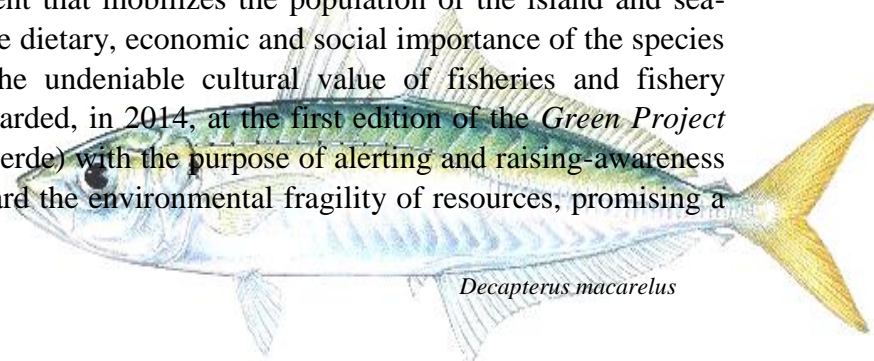 ent that mobilizes the population of the island and sea-
e dietary, economic and social importance of the species
he undeniable cultural value of fisheries and fishery
arded, in 2014, at the first edition of the Green Project
erde) with the purpose of alerting and raising-awareness
ard the environmental fragility of resources, promising a
Decapterus macarelus